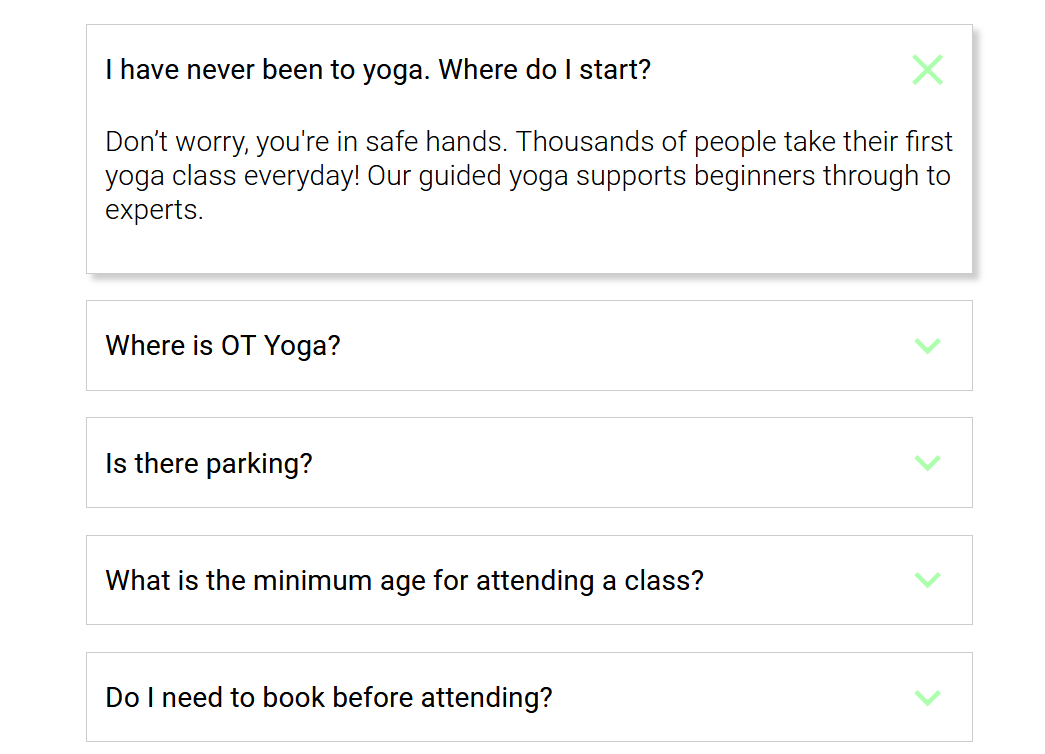 I have never been to yoga. Where do I start?
Don’t worry, you're in safe hands. Thousands of people take their first
yoga class everyday! Our guided yoga supports beginners through to
experts.
Where is OT Yoga?
Is there parking?
What is the minimum age for attending a class?
Do I need to book before attending?